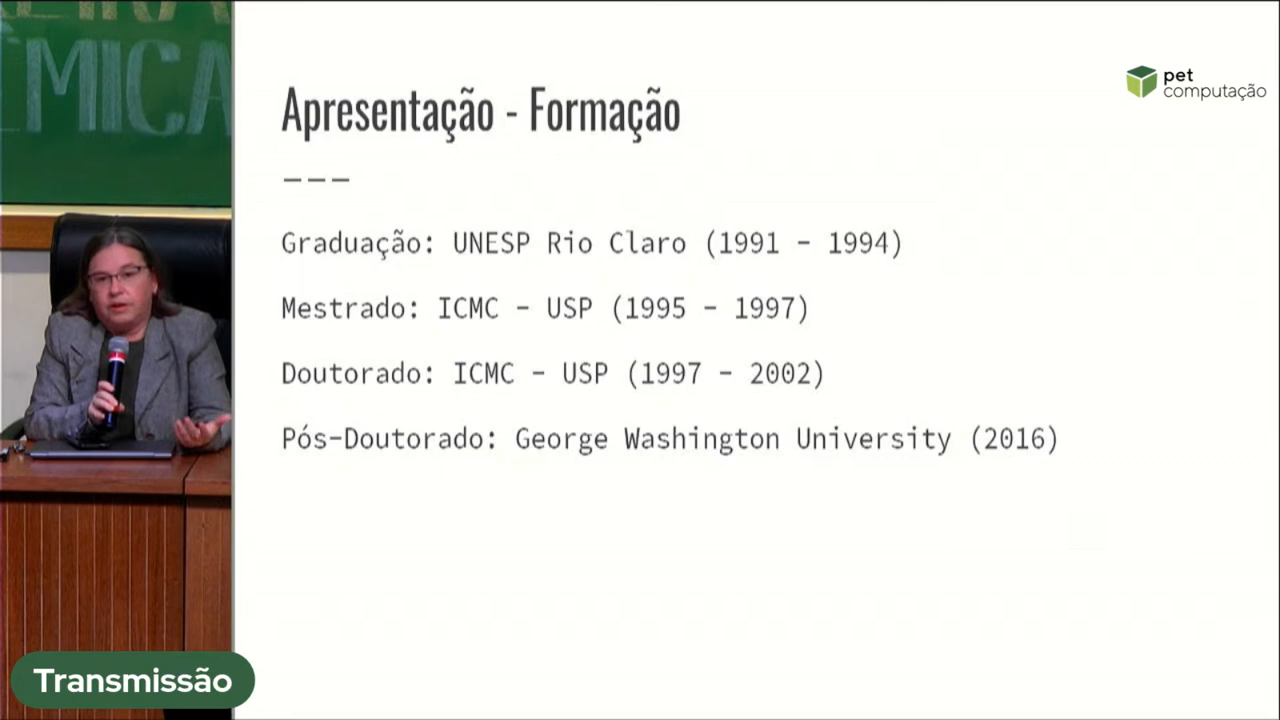 ÊMICA
Apresentação - Formação
pet
computação
---
Graduação: UNESP Rio Claro (1991 - 1994)
Mestrado: ICMC - USP (1995 - 1997)
Doutorado: ICMC - USP (1997 - 2002)
Pós-Doutorado: George Washington University (2016)
Transmissão